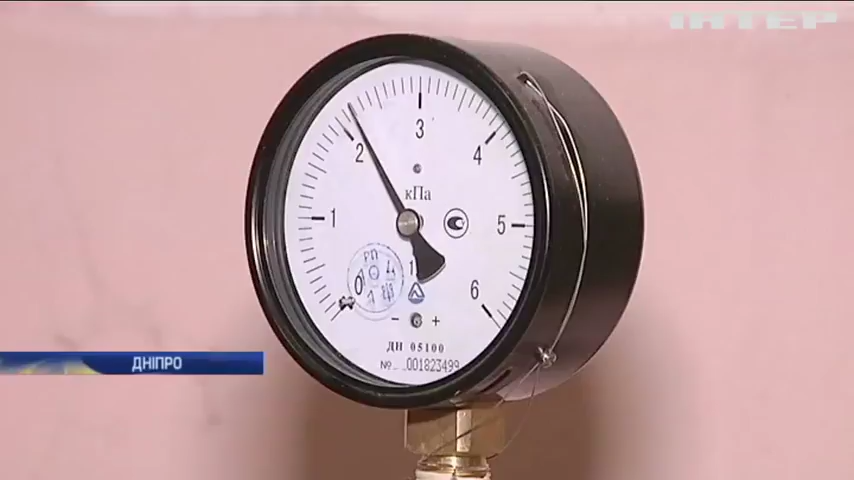 ІНТЕР
3
2
4
кПа
1
5
0
6
- +
ДН 05100
№ 001823499
ДНІПРО